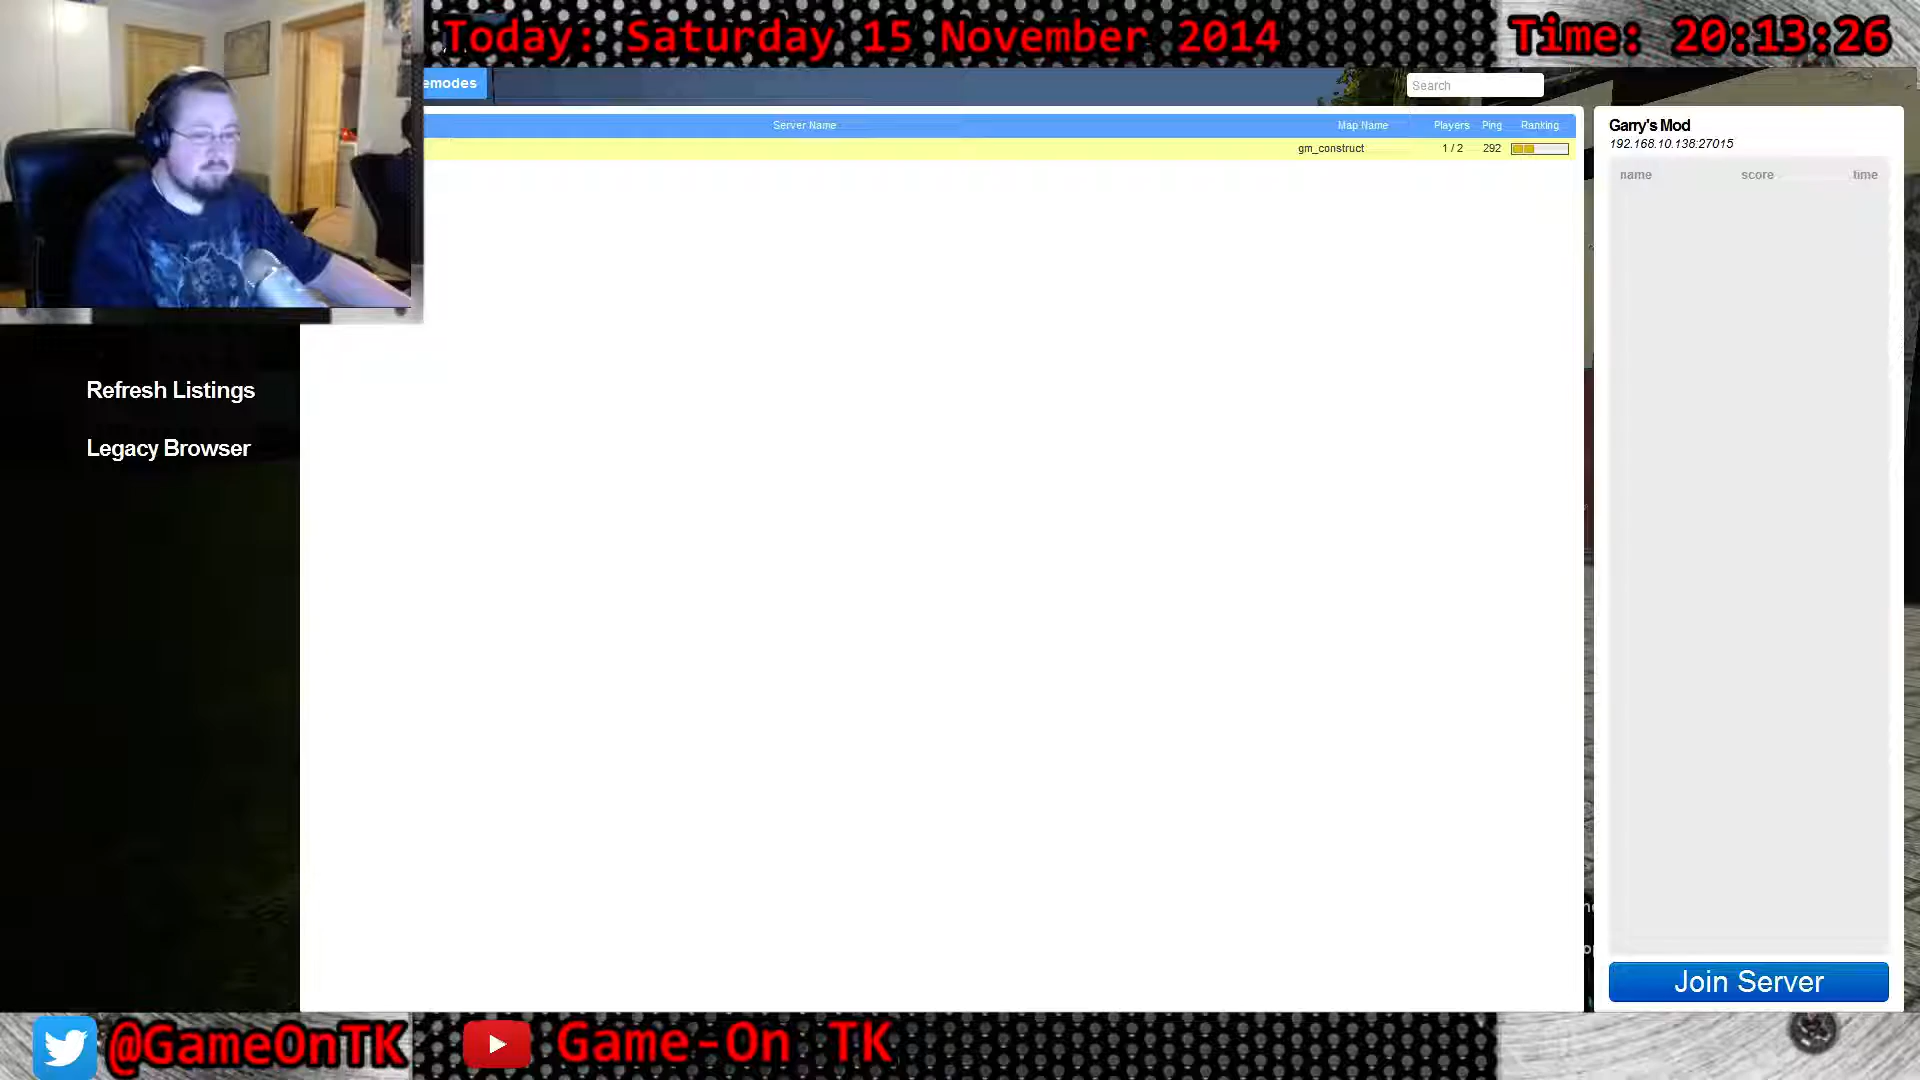 Today: Saturday 15 November 2014
Time: 20:13:26
emodes
Search
Server Name
Map Name
Players
Ping
Ranking
gm_construct
1 / 2
292
Garry's Mod
192.168.10.138:27015
name
score
time
Refresh Listings
Legacy Browser
Join Server
@GameOnTK
Game-On TK